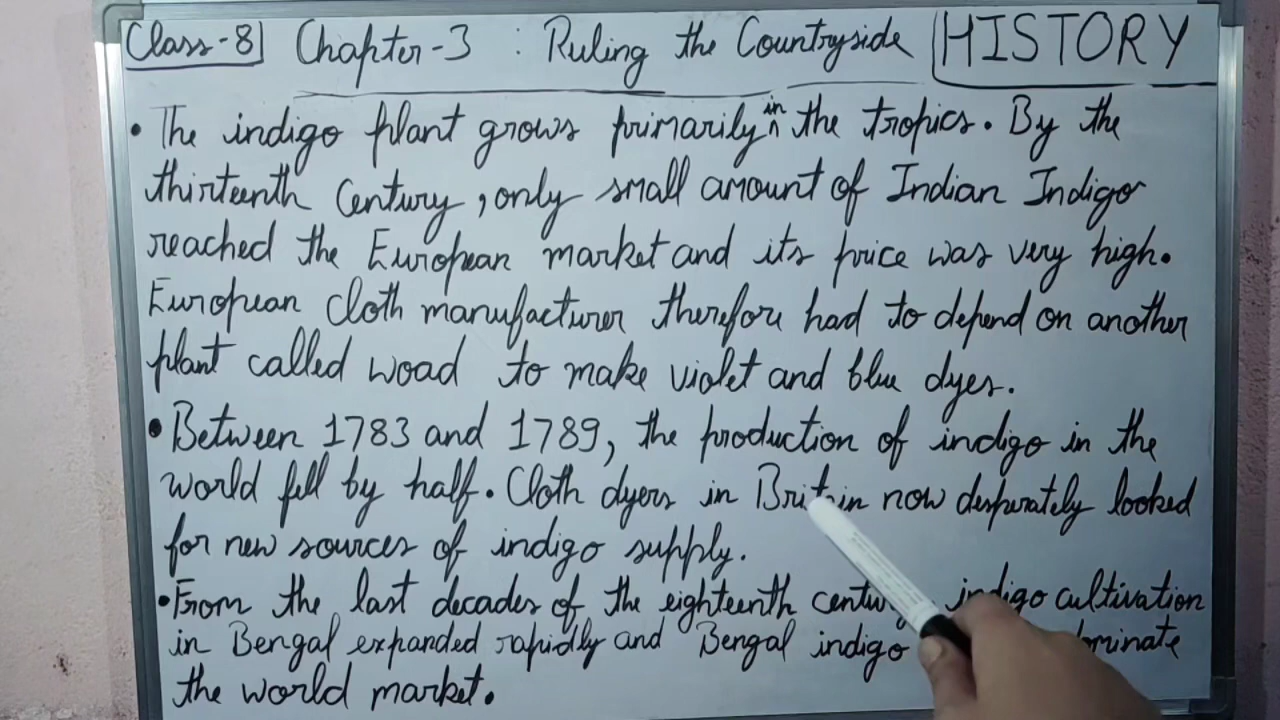 Class-8 Chapter-3 : Ruling the Countryside HISTORY
• The indigo plant grows primarily in the tropics. By the
thirteenth Century, only small amount of Indian Indigo
reached the European market and its price was very high.
European cloth manufacturer therefore had to depend on another
plant called woad to make violet and blue dyes.
• Between 1783 and 1789, the production of indigo in the
world fell by half. Cloth dyers in Britain now desperately looked
for new sources of indigo supply.
• From the last decades of the eighteenth indigo cultivation
in Bengal expanded rapidly and Bengal indigo
the world market.